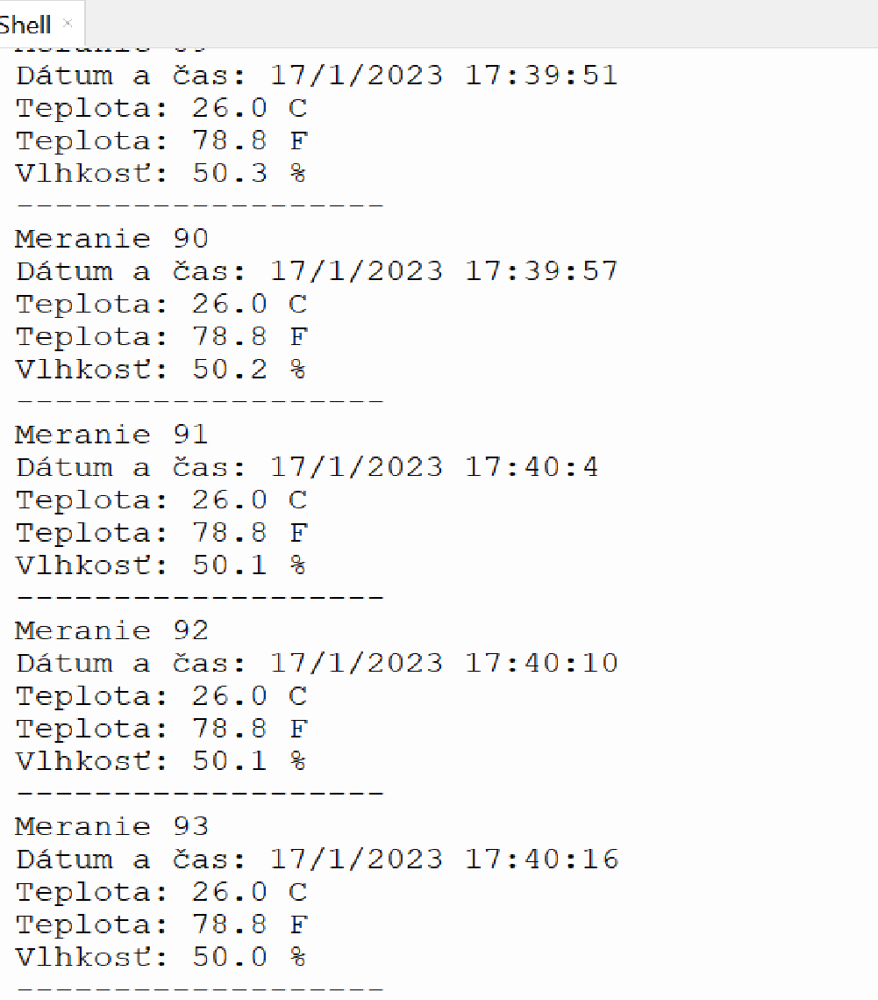 Shell ×
Dátum a čas: 17/1/2023 17:39:51
Teplota: 26.0 C
Teplota: 78.8 F
Vlhkosť: 50.3 %
-------------------
Meranie 90
Dátum a čas: 17/1/2023 17:39:57
Teplota: 26.0 C
Teplota: 78.8 F
Vlhkosť: 50.2 %
-------------------
Meranie 91
Dátum a čas: 17/1/2023 17:40:4
Teplota: 26.0 C
Teplota: 78.8 F
Vlhkosť: 50.1 %
-------------------
Meranie 92
Dátum a čas: 17/1/2023 17:40:10
Teplota: 26.0 C
Teplota: 78.8 F
Vlhkosť: 50.1 %
-------------------
Meranie 93
Dátum a čas: 17/1/2023 17:40:16
Teplota: 26.0 C
Teplota: 78.8 F
Vlhkosť: 50.0 %
-------------------